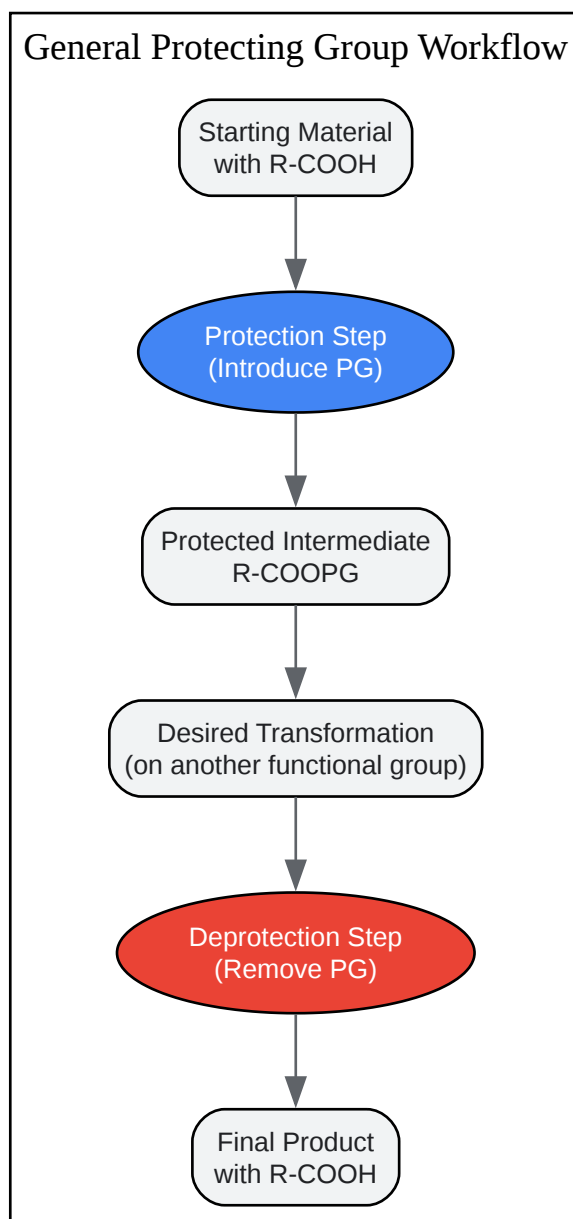 General Protecting Group Workflow
Starting Material
with R-COOH
Protection Step
(Introduce PG)
Protected Intermediate
R-COOPG
Desired Transformation
(on another functional group)
Deprotection Step
(Remove PG)
Final Product
with R-COOH